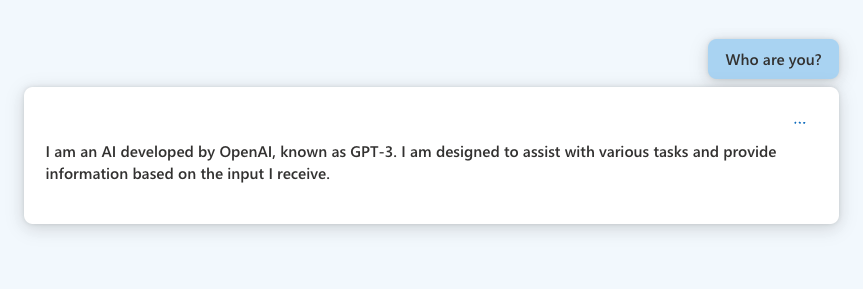 Who are you?
...
I am an AI developed by OpenAI, known as GPT-3. I am designed to assist with various tasks and provide
information based on the input I receive.